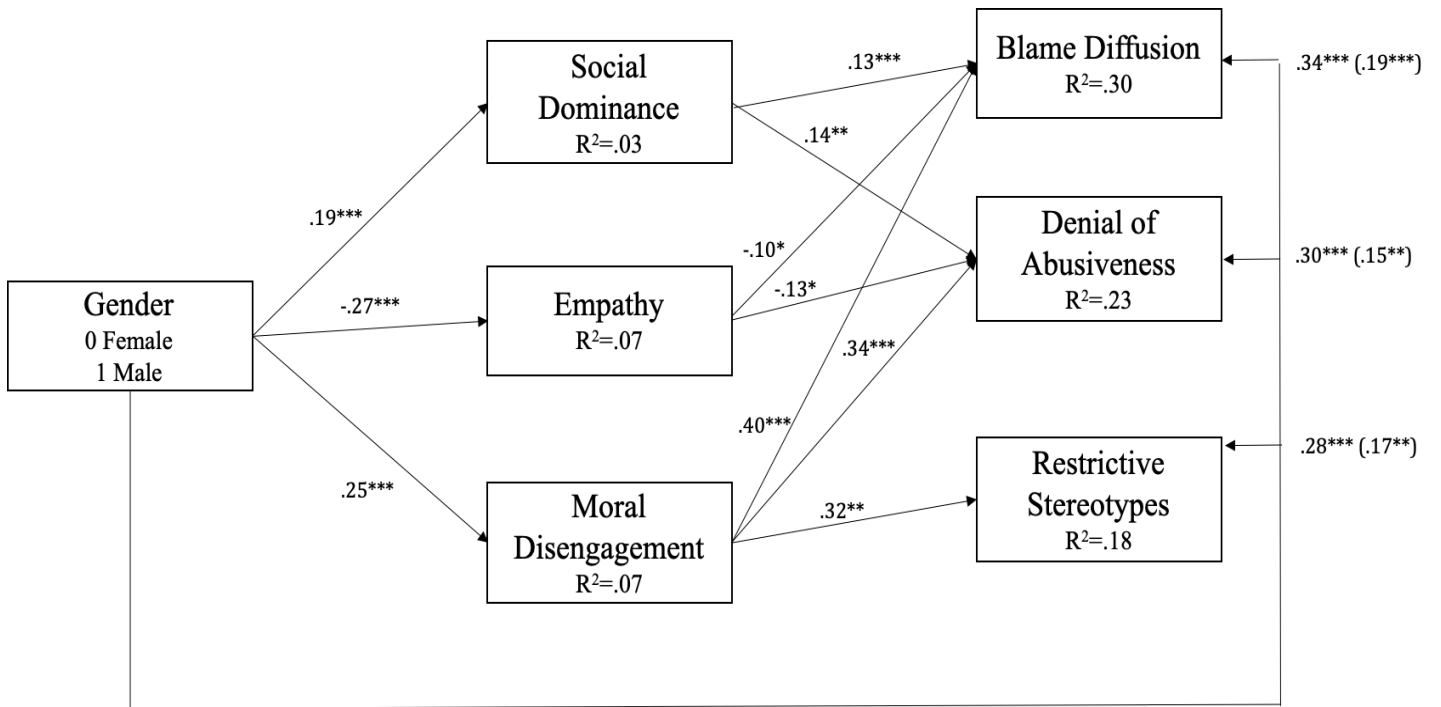 Gender
0 Female
1 Male
.19***
-.27***
.25***
Social
Dominance
R²=.03
Empathy
R²=.07
Moral
Disengagement
R²=.07
.13***
.14**
-.10*
-.13*
.34***
.40***
.32**
Blame Diffusion
R²=.30
Denial of
Abusiveness
R²=.23
Restrictive
Stereotypes
R²=.18
.34*** (.19***)
.30*** (.15**)
.28*** (.17**)